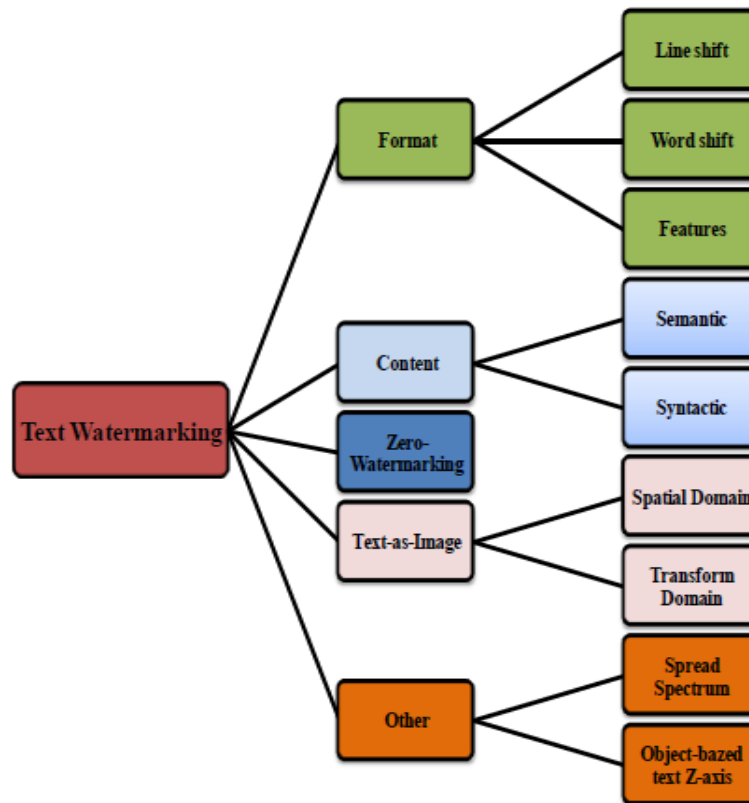 Line shift
Format
Word shift
Features
Semantic
Content
Syntactic
Text Watermarking
Zero-
Watermarking
Spatial Domain
Text-as-Image
Transform
Domain
Spread
Spectrum
Other
Object-bazed
text Z-axis